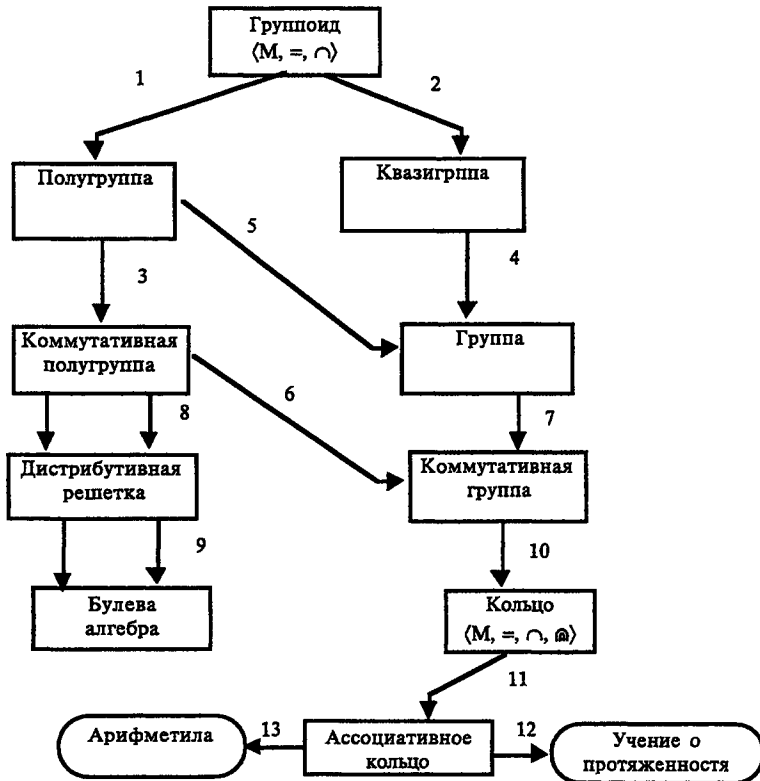 Группоид
⟨М, =, ∩⟩
1
2
Полугруппа
Квазигрппа
5
3
4
Коммутативная
полугруппа
Группа
8
6
7
Дистрибутивная
решетка
Коммутативная
группа
9
10
Булева
алгебра
Кольцо
⟨М, =, ∩, ⋒⟩
11
Арифметила
13
Ассоциативное
кольцо
12
Учение о
протяженностя